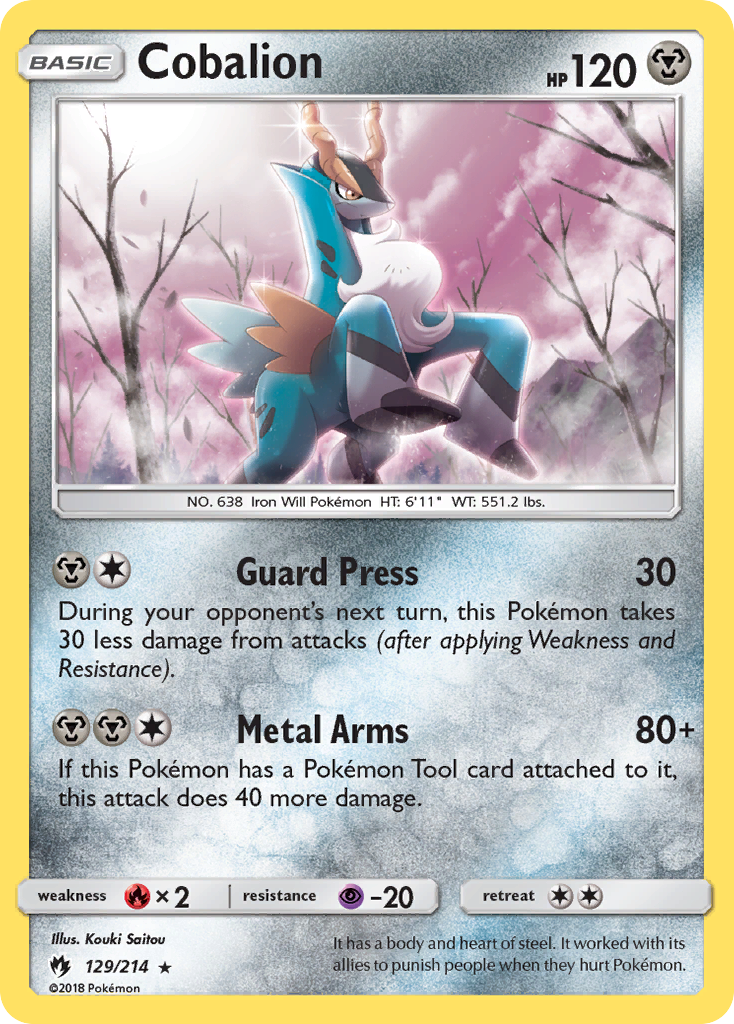 BASIC Cobalion HP 120
NO. 638 Iron Will Pokémon HT: 6'11" WT: 551.2 lbs.
Guard Press 30
During your opponent's next turn, this Pokémon takes
30 less damage from attacks (after applying Weakness and
Resistance).
Metal Arms 80+
If this Pokémon has a Pokémon Tool card attached to it,
this attack does 40 more damage.
weakness ×2 resistance -20 retreat
Illus. Kouki Saitou
129/214 ★
©2018 Pokémon
It has a body and heart of steel. It worked with its
allies to punish people when they hurt Pokémon.